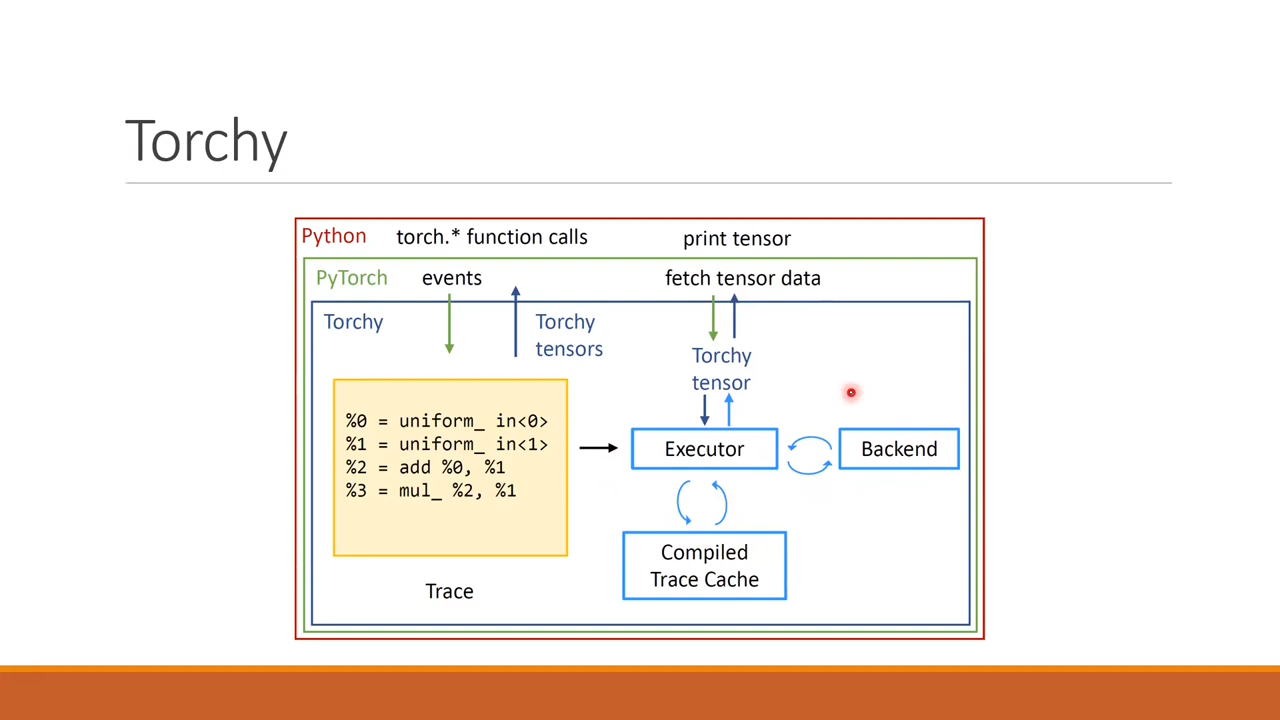 Torchy
Python torch.* function calls print tensor
PyTorch events fetch tensor data
Torchy
Torchy
tensors
Torchy
tensor
%0 = uniform_ in<0>
%1 = uniform_ in<1>
%2 = add %0, %1
%3 = mul_ %2, %1
Trace
Executor
Backend
Compiled
Trace Cache